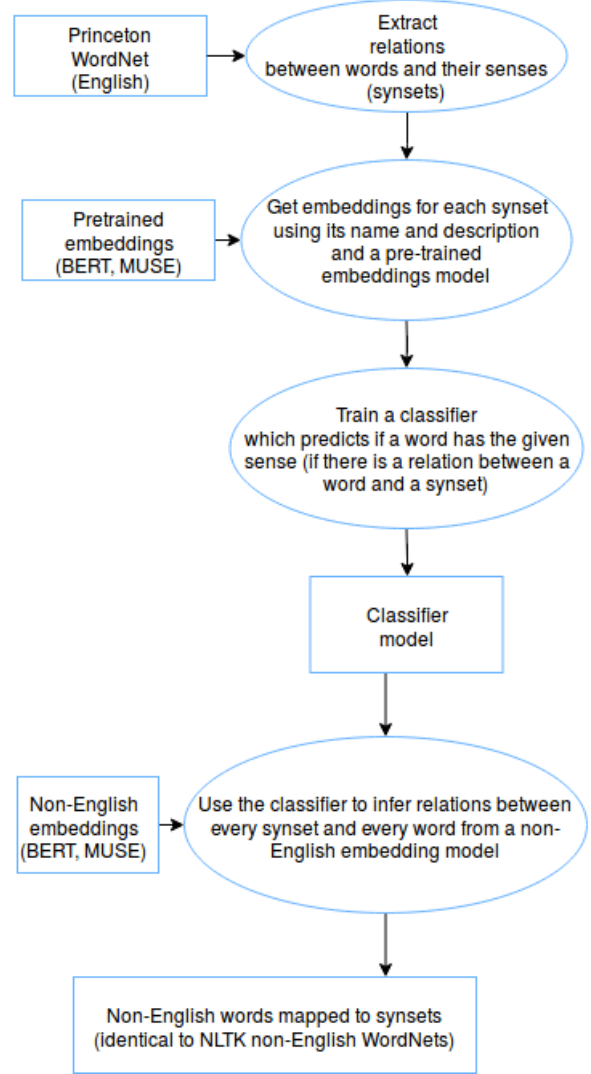 Princeton
WordNet
(English)
Extract
relations
between words and their senses
(synsets)
Pretrained
embeddings
(BERT, MUSE)
Get embeddings for each synset
using its name and description
and a pre-trained
embeddings model
Train a classifier
which predicts if a word has the given
sense (if there is a relation between a
word and a synset)
Classifier
model
Non-English
embeddings
(BERT, MUSE)
Use the classifier to infer relations between
every synset and every word from a non-
English embedding model
Non-English words mapped to synsets
(identical to NLTK non-English WordNets)